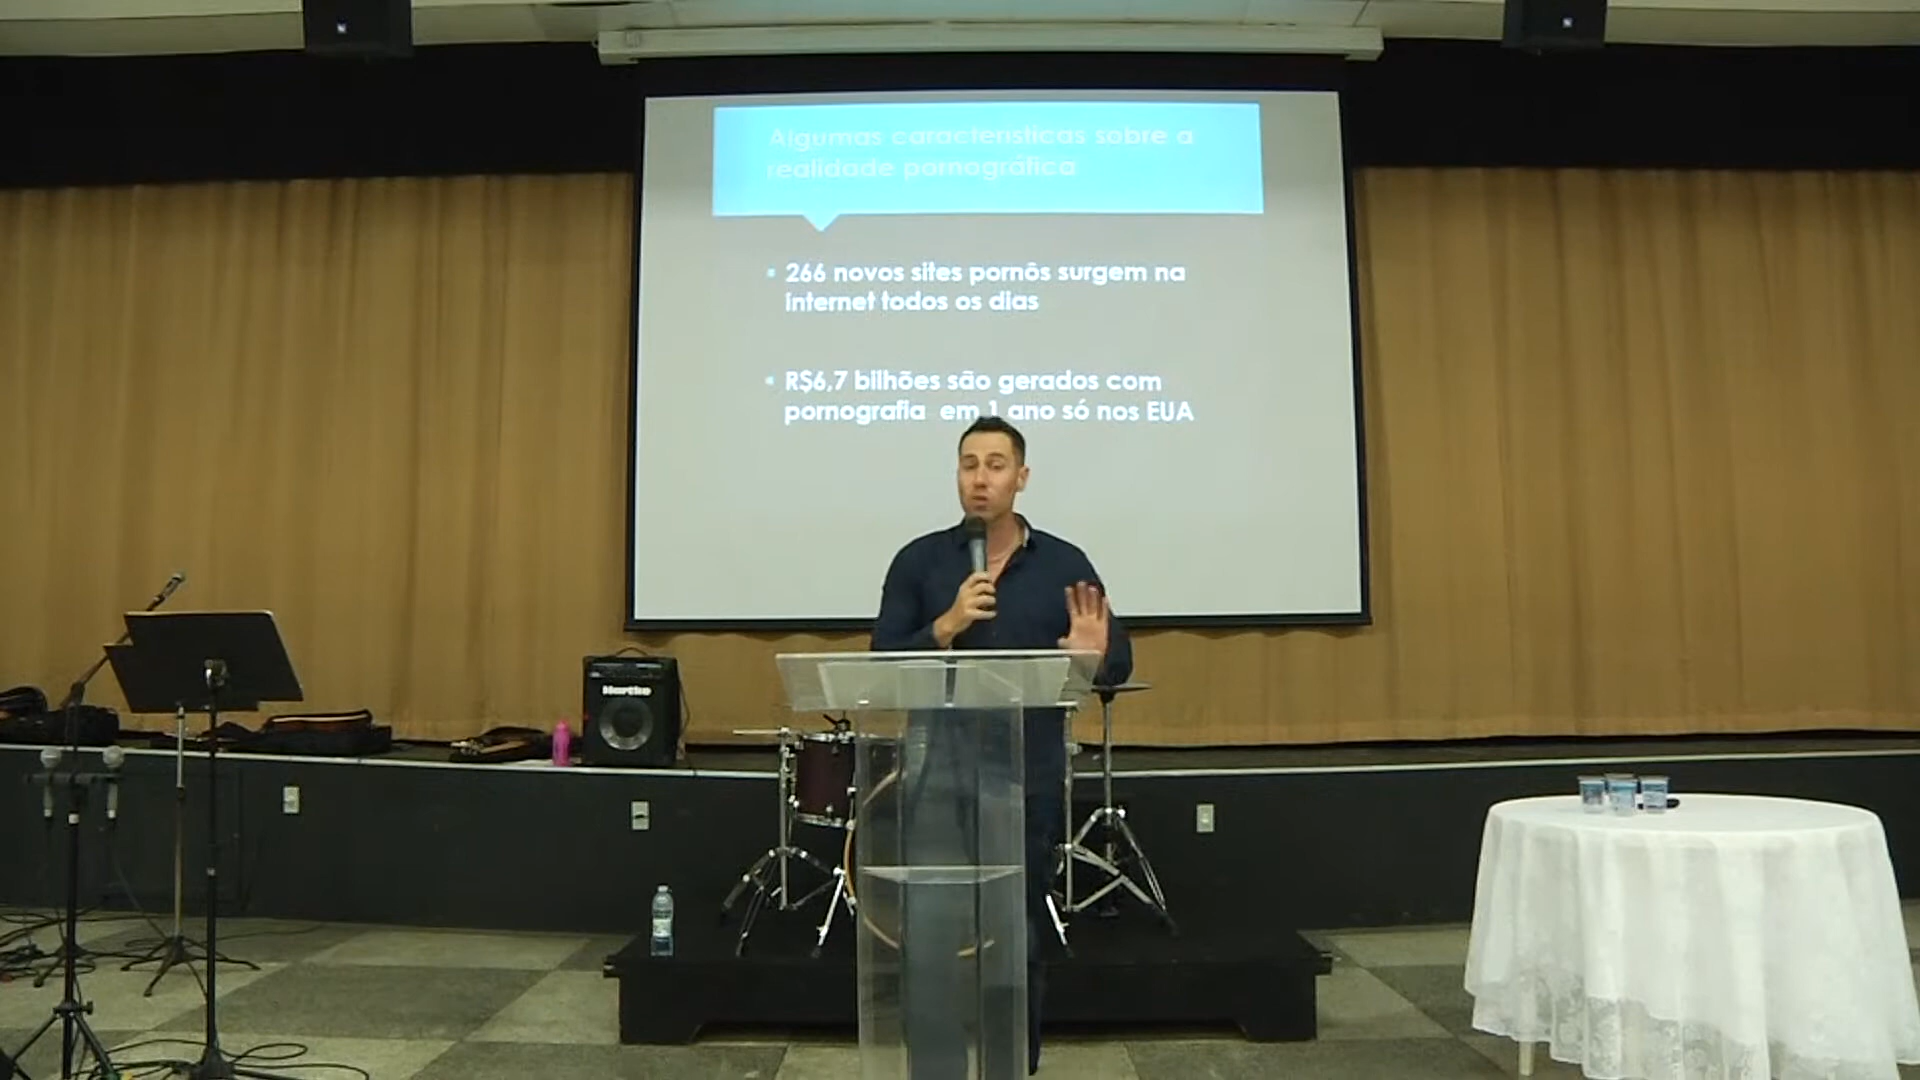 Algumas características sobre a
realidade pornográfica
266 novos sites pornôs surgem na
internet todos os dias
R$6,7 bilhões são gerados com
pornografia em 1 ano só nos EUA
Hartke